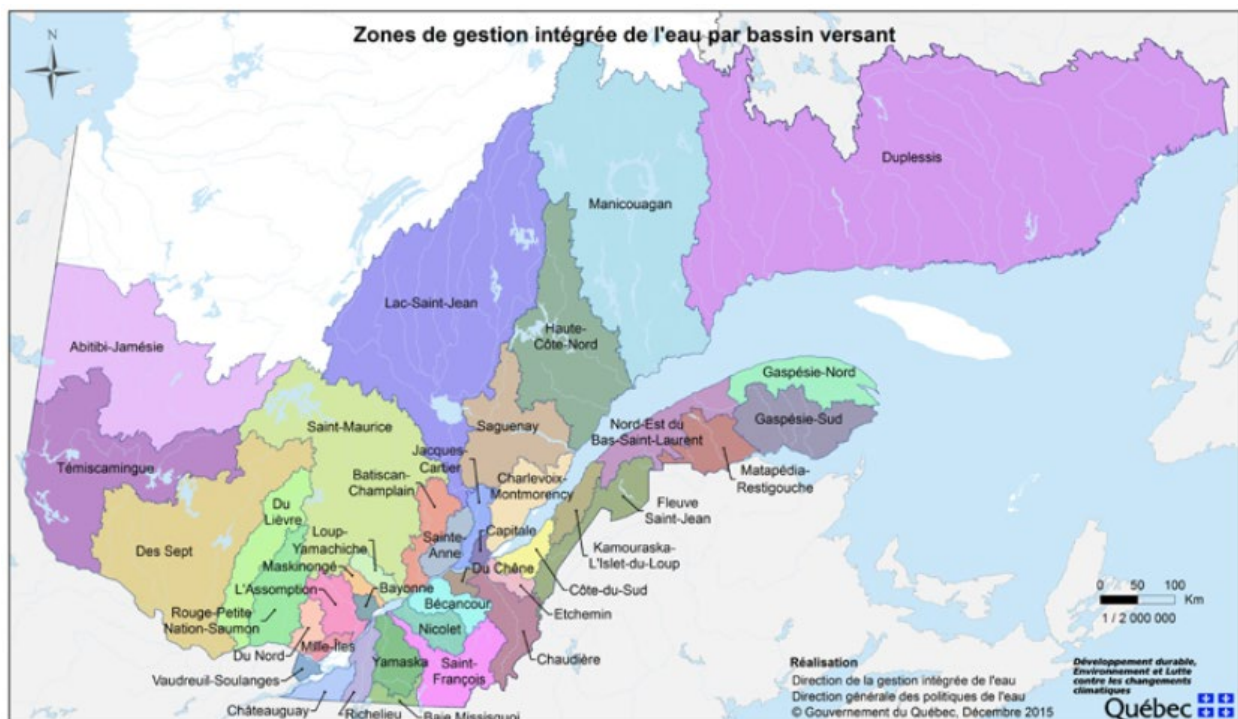 Zones de gestion intégrée de l'eau par bassin versant
N
Duplessis
Manicouagan
Lac-Saint-Jean
Haute-
Côte-Nord
Abitibi-Jamésie
Gaspésie-Nord
Gaspésie-Sud
Nord-Est du
Bas-Saint-Laurent
Saint-Maurice
Saguenay
Jacques-
Cartier
Témiscamingue
Matapédia-
Restigouche
Batiscan-
Champlain
Charlevoix-
Montmorency
Fleuve
Saint-Jean
Du
Lièvre
Loup-
Yamachiche
Sainte-
Anne
Capitale
Des Sept
Kamouraska-
L'Islet-du-Loup
Maskinongé
Du Chêne
L'Assomption
Bayonne
Côte-du-Sud
Bécancour
Etchemin
Rouge-Petite
Nation-Saumon
Nicolet
Du Nord
Mille-Îles
Yamaska
Saint-
François
Chaudière
Vaudreuil-Soulanges
Châteauguay
Richelieu
Baie Missisquoi
0 50 100
Km
1 / 2 000 000
Réalisation
Direction de la gestion intégrée de l'eau
Direction générale des politiques de l'eau
© Gouvernement du Québec, Décembre 2015
Développement durable,
Environnement et Lutte
contre les changements
climatiques
Québec